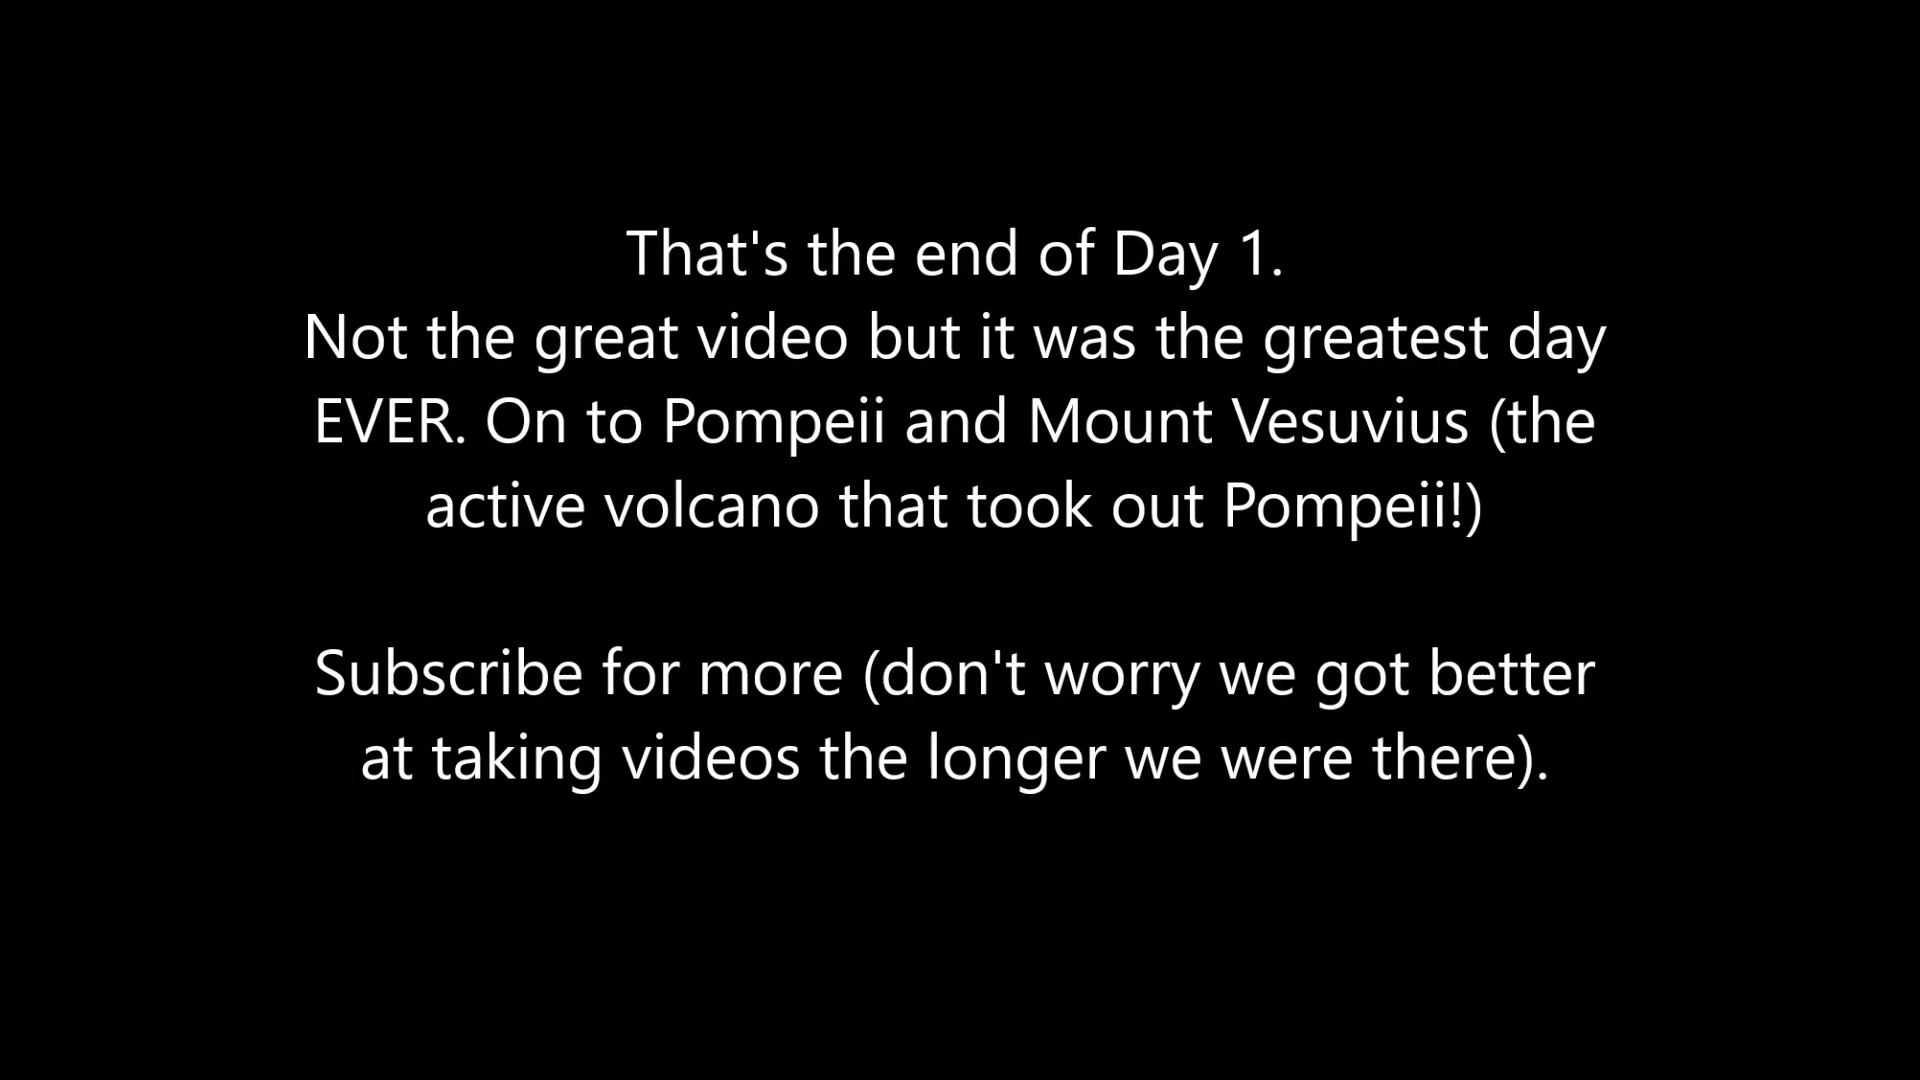 That's the end of Day 1.
Not the great video but it was the greatest day
EVER. On to Pompeii and Mount Vesuvius (the
active volcano that took out Pompeii!)
Subscribe for more (don't worry we got better
at taking videos the longer we were there).